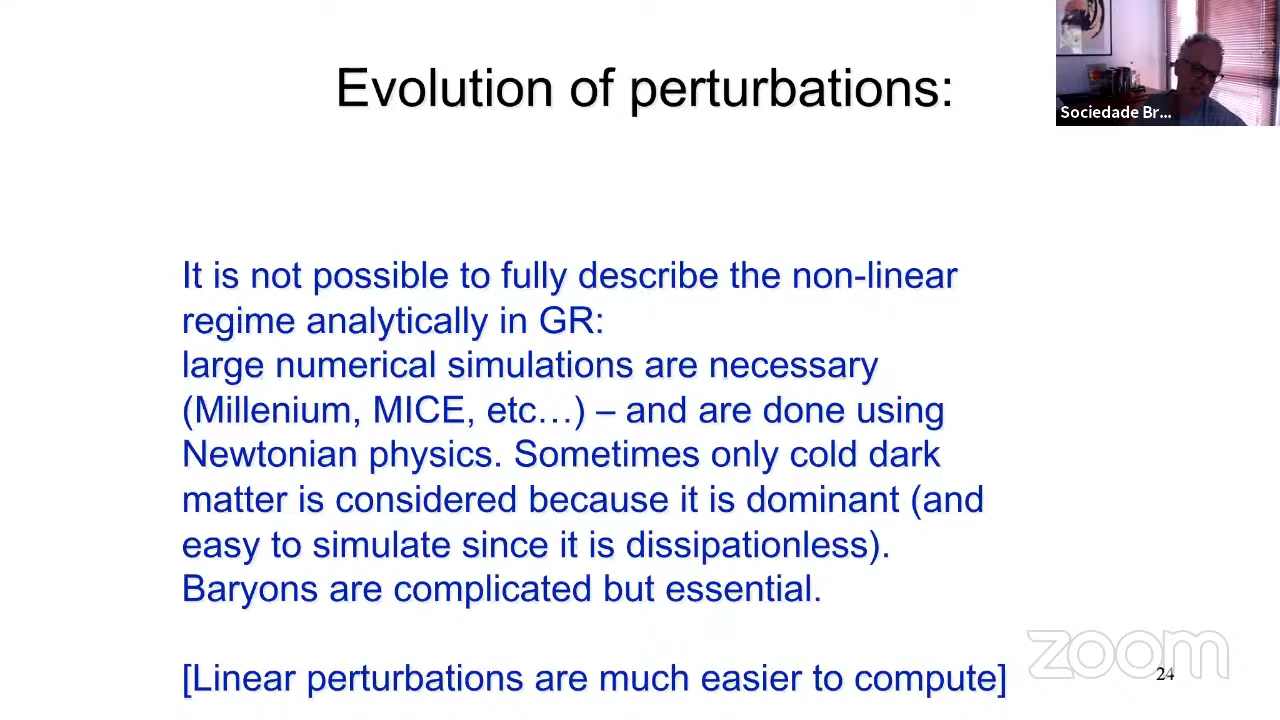 Evolution of perturbations:
Sociedade Br...
It is not possible to fully describe the non-linear
regime analytically in GR:
large numerical simulations are necessary
(Millenium, MICE, etc…) – and are done using
Newtonian physics. Sometimes only cold dark
matter is considered because it is dominant (and
easy to simulate since it is dissipationless).
Baryons are complicated but essential.
[Linear perturbations are much easier to compute]
zoom
24